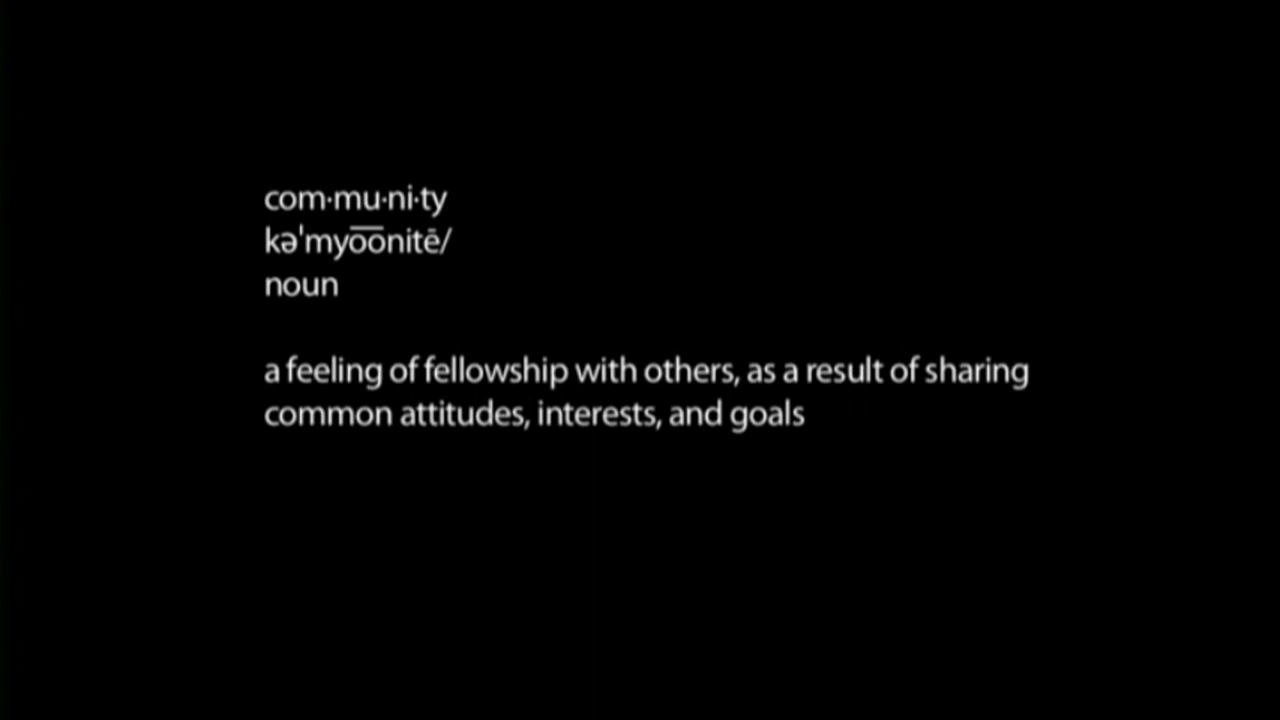 com·mu·ni·ty
kəˈmyo͞onitē/
noun
a feeling of fellowship with others, as a result of sharing
common attitudes, interests, and goals